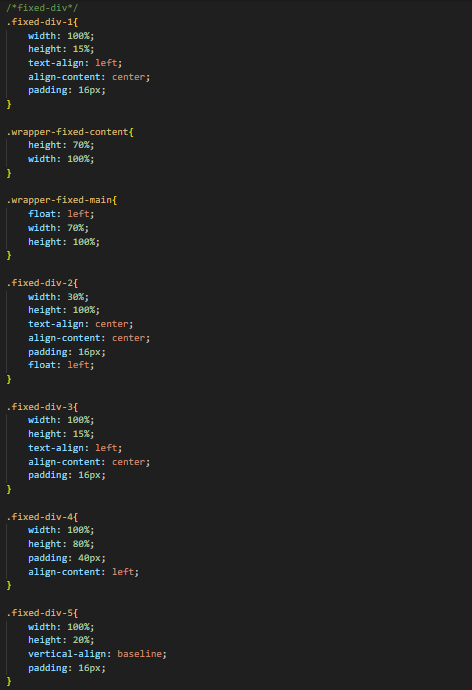 /*fixed-div*/
.fixed-div-1{
    width: 100%;
    height: 15%;
    text-align: left;
    align-content: center;
    padding: 16px;
}

.wrapper-fixed-content{
    height: 70%;
    width: 100%;
}

.wrapper-fixed-main{
    float: left;
    width: 70%;
    height: 100%;
}

.fixed-div-2{
    width: 30%;
    height: 100%;
    text-align: center;
    align-content: center;
    padding: 16px;
    float: left;
}

.fixed-div-3{
    width: 100%;
    height: 15%;
    text-align: left;
    align-content: center;
    padding: 16px;
}

.fixed-div-4{
    width: 100%;
    height: 80%;
    padding: 40px;
    align-content: left;
}

.fixed-div-5{
    width: 100%;
    height: 20%;
    vertical-align: baseline;
    padding: 16px;
}